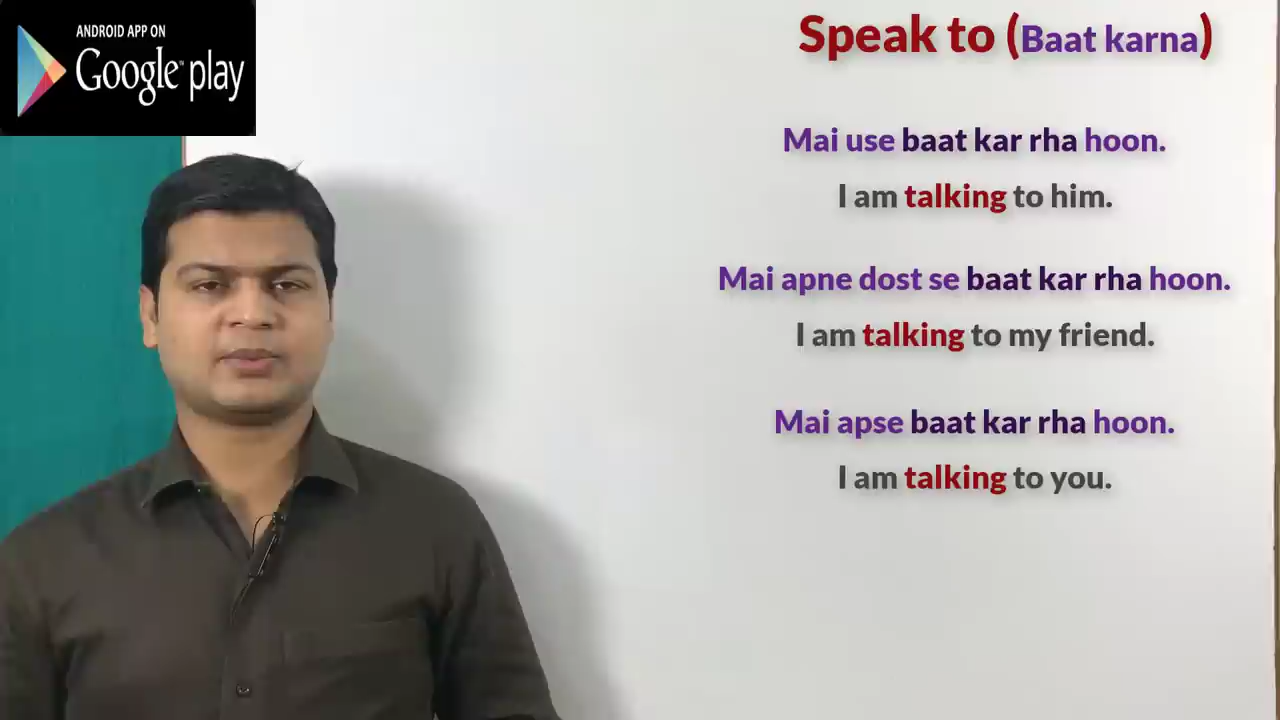 ANDROID APP ON
Google play
Speak to (Baat karna)
Mai use baat kar rha hoon.
I am talking to him.
Mai apne dost se baat kar rha hoon.
I am talking to my friend.
Mai apse baat kar rha hoon.
I am talking to you.